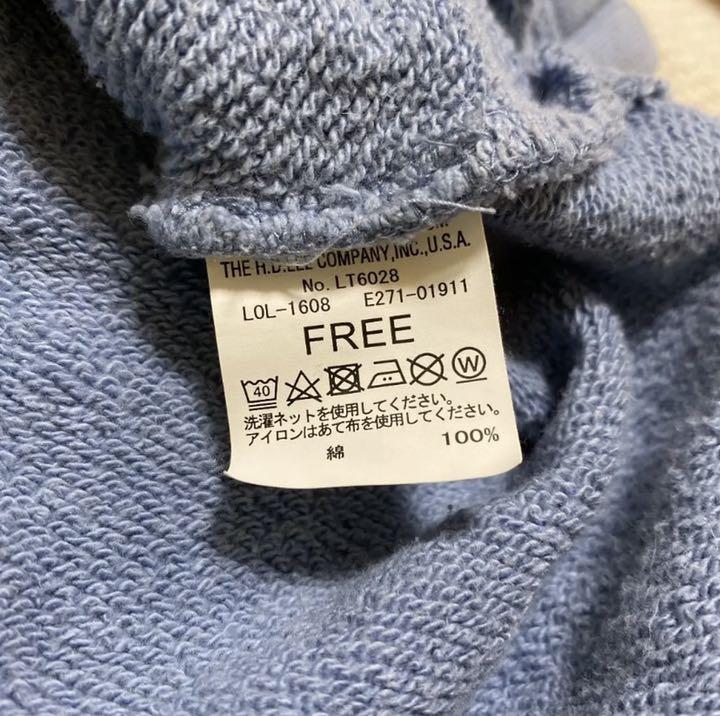 THE H.D.LEE COMPANY,INC.,U.S.A.
No. LT6028
LOL-1608 E271-01911
FREE
40 W
洗濯ネットを使用してください。
アイロンはあて布を使用してください。
綿 100%